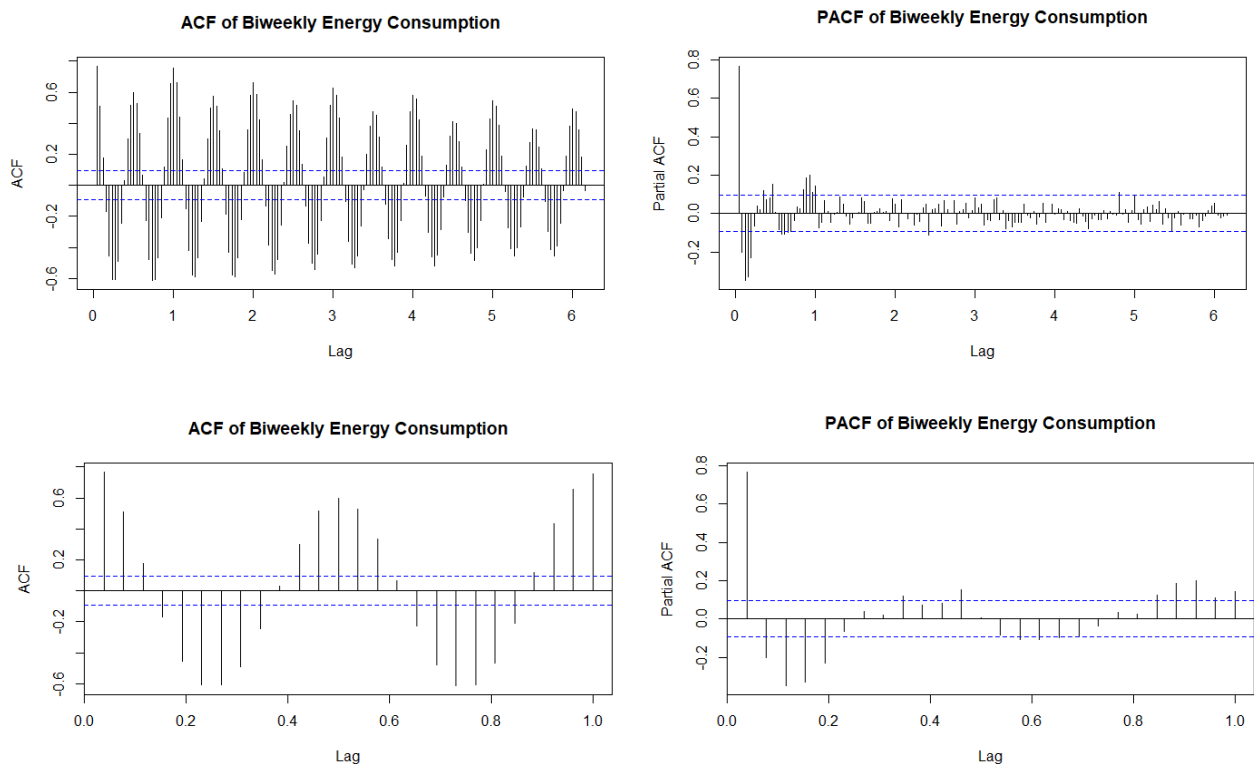 ACF of Biweekly Energy Consumption
ACF
-0.6 -0.2 0.2 0.6
0 1 2 3 4 5 6
Lag
PACF of Biweekly Energy Consumption
Partial ACF
-0.2 0.0 0.2 0.4 0.6 0.8
0 1 2 3 4 5 6
Lag
ACF of Biweekly Energy Consumption
ACF
-0.6 -0.2 0.2 0.6
0.0 0.2 0.4 0.6 0.8 1.0
Lag
PACF of Biweekly Energy Consumption
Partial ACF
-0.2 0.0 0.2 0.4 0.6 0.8
0.0 0.2 0.4 0.6 0.8 1.0
Lag